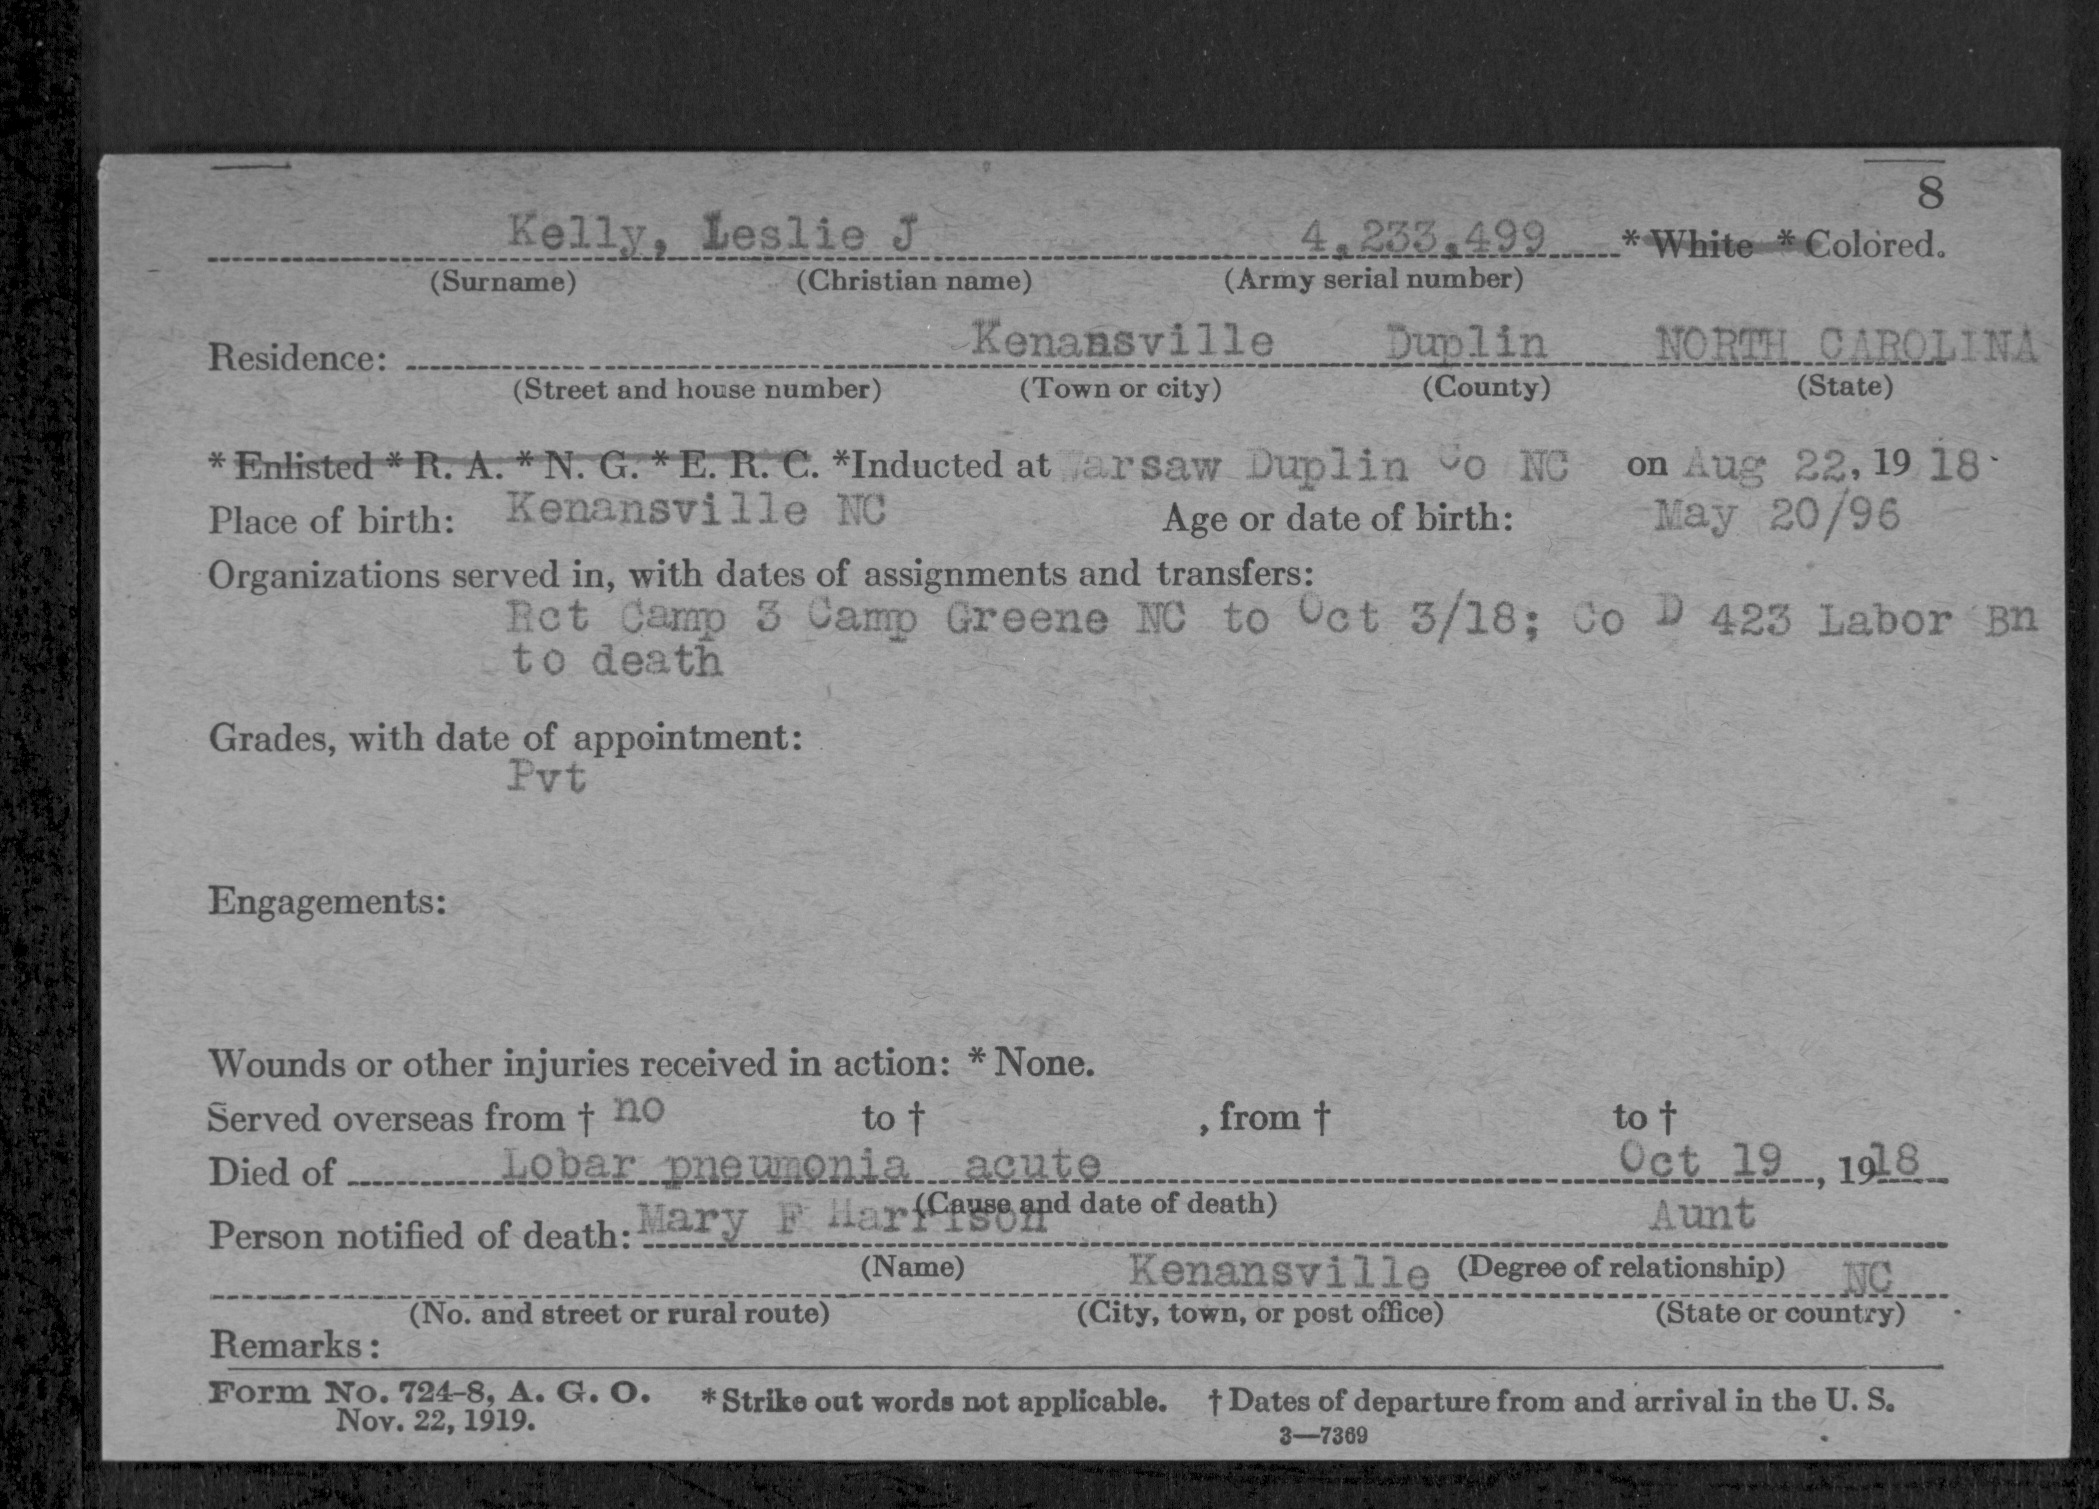 8
Kelly, Leslie J 4,233,499 * White * Colored.
(Surname) (Christian name) (Army serial number)
Residence: Kenansville Duplin NORTH CAROLINA
(Street and house number) (Town or city) (County) (State)
* Enlisted * R. A. * N. G. * E. R. C. *Inducted at Warsaw Duplin Co NC on Aug 22, 19 18
Place of birth: Kenansville NC Age or date of birth: May 20/96
Organizations served in, with dates of assignments and transfers:
Rct Camp 3 Camp Greene NC to Oct 3/18; Co D 423 Labor Bn
to death
Grades, with date of appointment:
Pvt
Engagements:
Wounds or other injuries received in action: * None.
Served overseas from † no to † , from † to †
Died of Lobar pneumonia acute Oct 19, 1918
(Cause and date of death)
Person notified of death: Mary F Harrison Aunt
(Name) (Degree of relationship)
Kenansville NC
(No. and street or rural route) (City, town, or post office) (State or country)
Remarks:
Form No. 724-8, A. G. O. * Strike out words not applicable. † Dates of departure from and arrival in the U. S.
Nov. 22, 1919. 3—7369